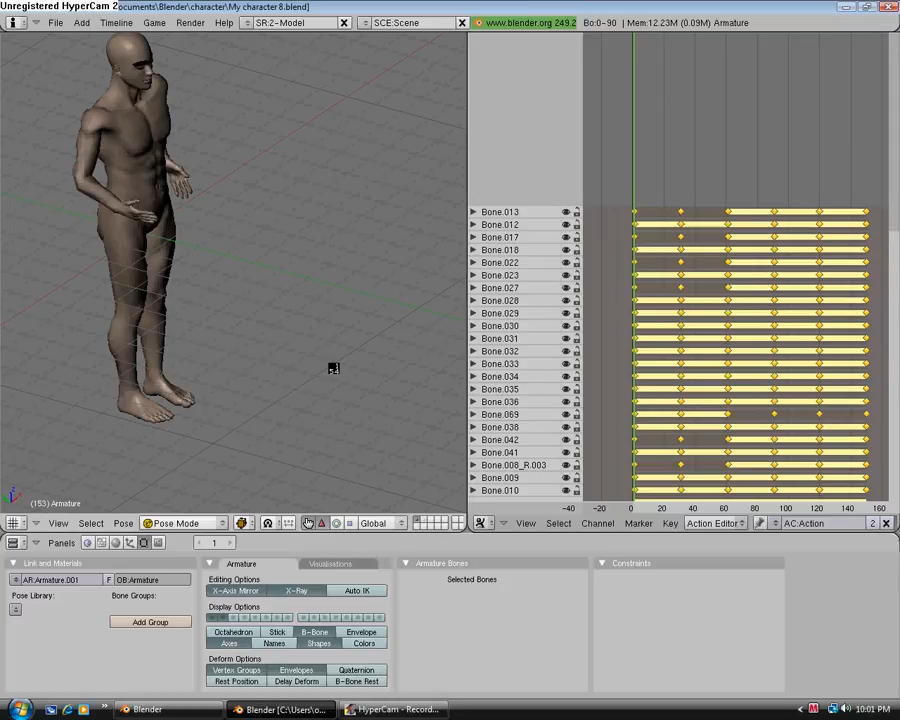 Unregistered HyperCam 2
ocuments\Blender\character\My character 8.blend]
File Add Timeline Game Render Help SR:2-Model SCE:Scene www.blender.org 249.2 Bo:0-90 | Mem:12.23M (0.09M) Armature
Bone.013
Bone.012
Bone.017
Bone.018
Bone.022
Bone.023
Bone.027
Bone.028
Bone.029
Bone.030
Bone.031
Bone.032
Bone.033
Bone.034
Bone.035
Bone.036
Bone.069
Bone.038
Bone.042
Bone.041
Bone.008_R.003
Bone.009
Bone.010
(153) Armature
-40 -20 0 20 40 60 80 100 120 140 160
View Select Pose Pose Mode Global
View Select Channel Marker Key Action Editor AC:Action 2
Panels 1
Link and Materials
AR:Armature.001 F OB:Armature
Pose Library: Bone Groups:
Add Group
Armature Visualisations
Editing Options
X-Axis Mirror X-Ray Auto IK
Display Options
Octahedron Stick B-Bone Envelope
Axes Names Shapes Colors
Deform Options
Vertex Groups Envelopes Quaternion
Rest Position Delay Deform B-Bone Rest
Armature Bones
Selected Bones
Constraints
Blender Blender [C:\Users\o... HyperCam - Record... 10:01 PM